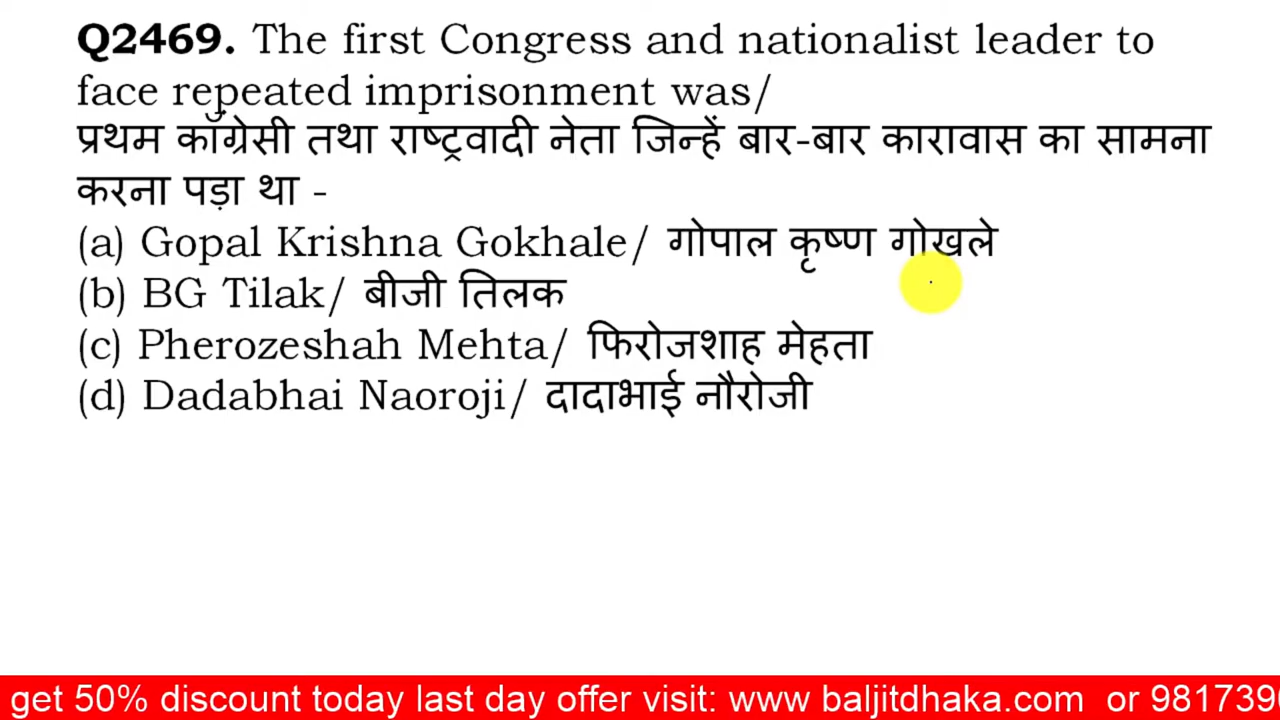 Q2469. The first Congress and nationalist leader to
face repeated imprisonment was/
प्रथम कॉंग्रेसी तथा राष्ट्रवादी नेता जिन्हें बार-बार कारावास का सामना
करना पड़ा था -
(a) Gopal Krishna Gokhale/ गोपाल कृष्ण गोखले
(b) BG Tilak/ बीजी तिलक
(c) Pherozeshah Mehta/ फिरोजशाह मेहता
(d) Dadabhai Naoroji/ दादाभाई नौरोजी
get 50% discount today last day offer visit: www baljitdhaka.com or 981739